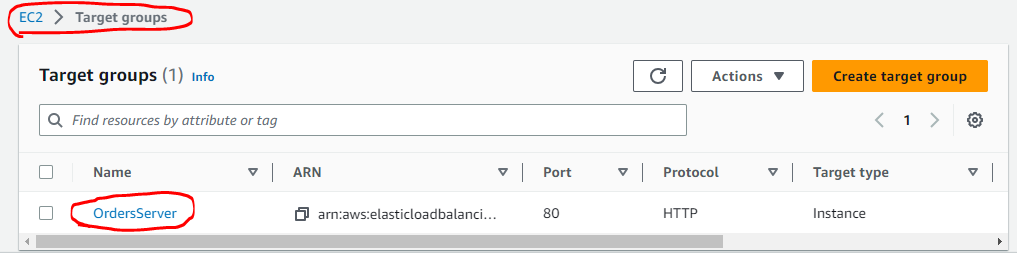 EC2 > Target groups
Target groups (1) Info
Actions
Create target group
Find resources by attribute or tag
1
Name ARN Port Protocol Target type
OrdersServer arn:aws:elasticloadbalanci... 80 HTTP Instance